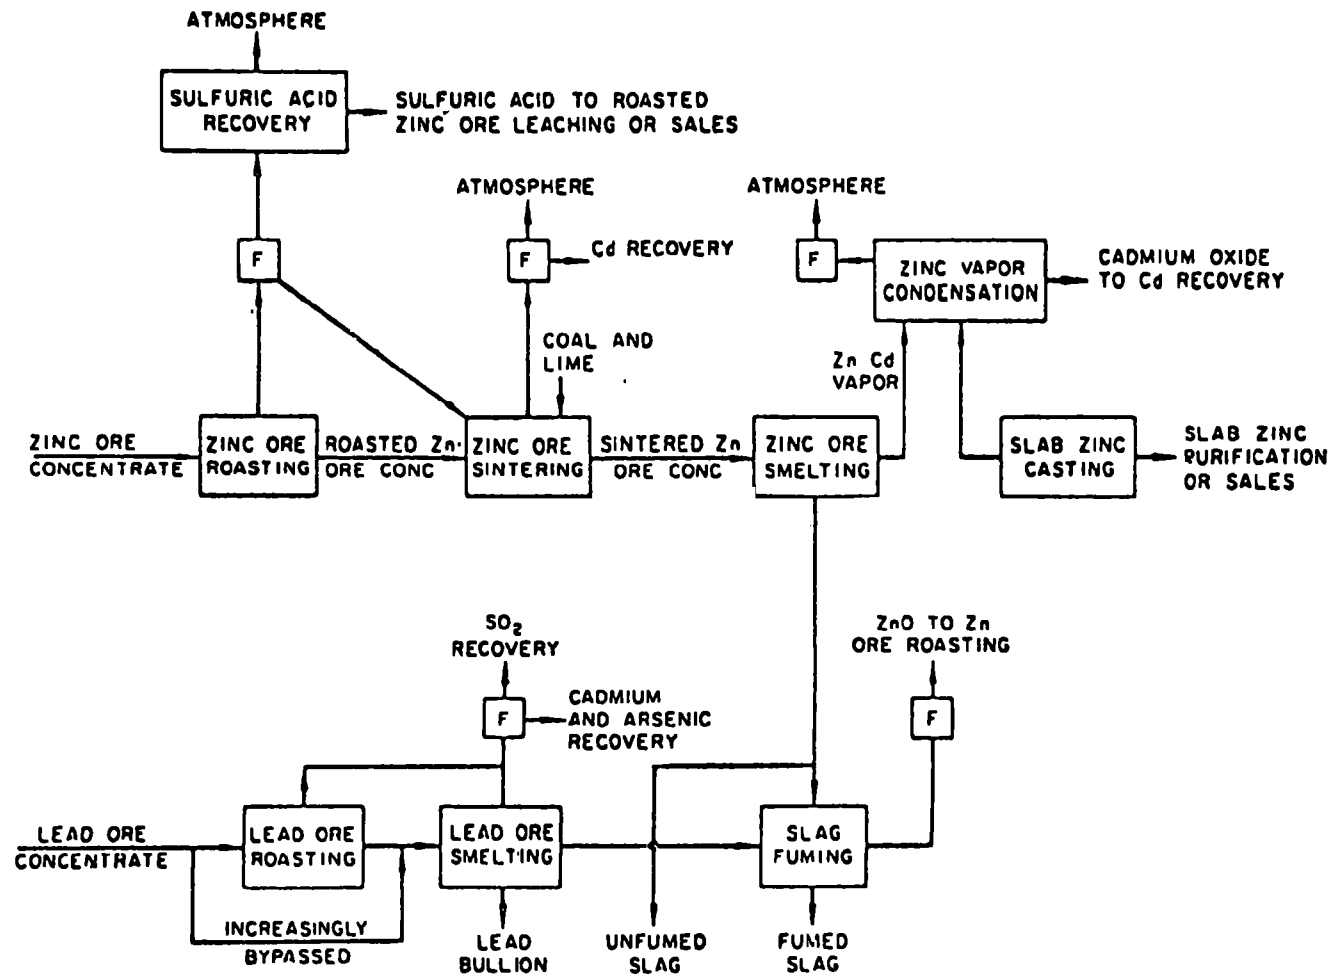 ATMOSPHERE
SULFURIC ACID
RECOVERY
SULFURIC ACID TO ROASTED
ZINC ORE LEACHING OR SALES
F
ATMOSPHERE
F
Cd RECOVERY
COAL AND
LIME
ATMOSPHERE
F
ZINC VAPOR
CONDENSATION
CADMIUM OXIDE
TO Cd RECOVERY
Zn Cd
VAPOR
ZINC ORE
CONCENTRATE
ZINC ORE
ROASTING
ROASTED Zn
ORE CONC
ZINC ORE
SINTERING
SINTERED Zn
ORE CONC
ZINC ORE
SMELTING
SLAB ZINC
CASTING
SLAB ZINC
PURIFICATION
OR SALES
SO2
RECOVERY
F
CADMIUM
AND ARSENIC
RECOVERY
ZnO TO Zn
ORE ROASTING
F
LEAD ORE
CONCENTRATE
LEAD ORE
ROASTING
LEAD ORE
SMELTING
SLAG
FUMING
INCREASINGLY
BYPASSED
LEAD
BULLION
UNFUMED
SLAG
FUMED
SLAG